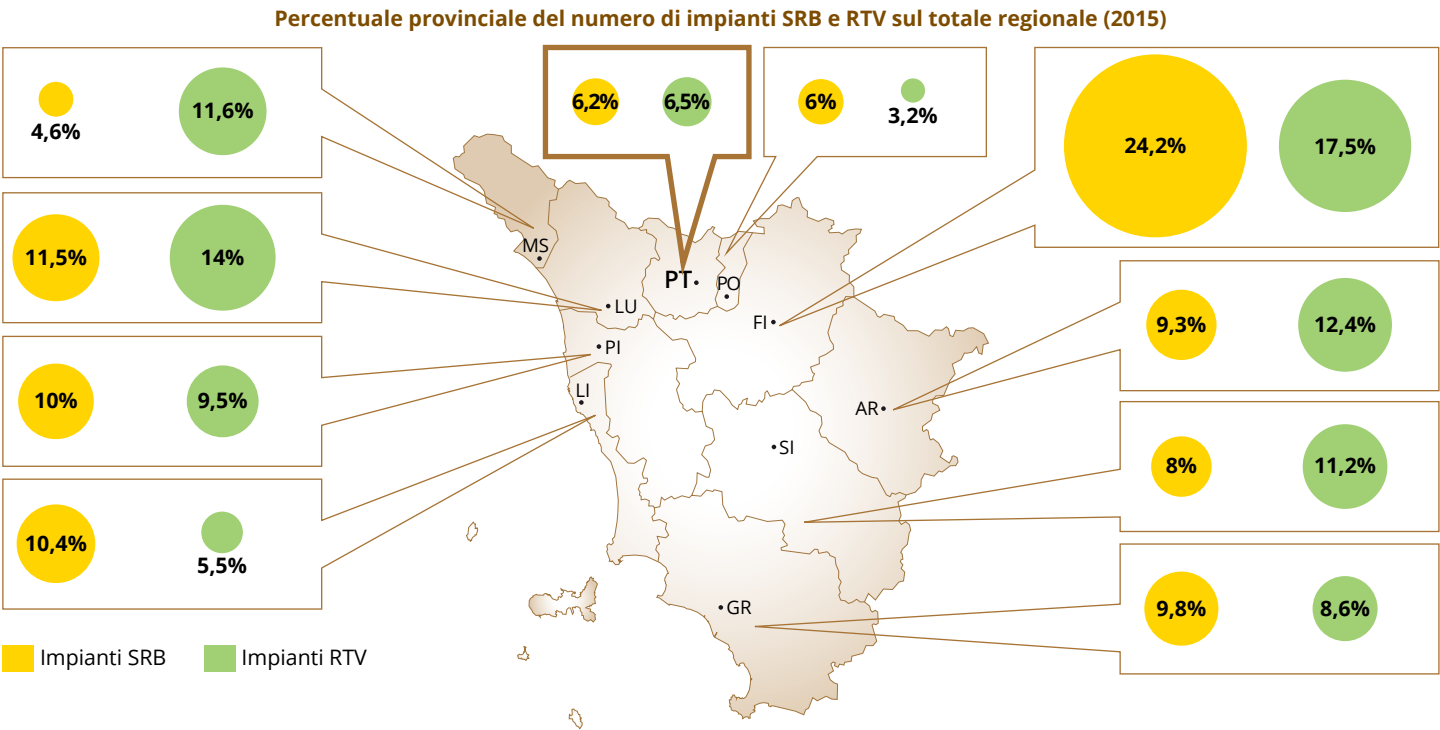 Percentuale provinciale del numero di impianti SRB e RTV sul totale regionale (2015)
4,6%
11,6%
6,2%
6,5%
6%
3,2%
24,2%
17,5%
11,5%
14%
10%
9,5%
10,4%
5,5%
9,3%
12,4%
8%
11,2%
9,8%
8,6%
MS
LU
PT
PO
FI
PI
LI
AR
SI
GR
Impianti SRB
Impianti RTV